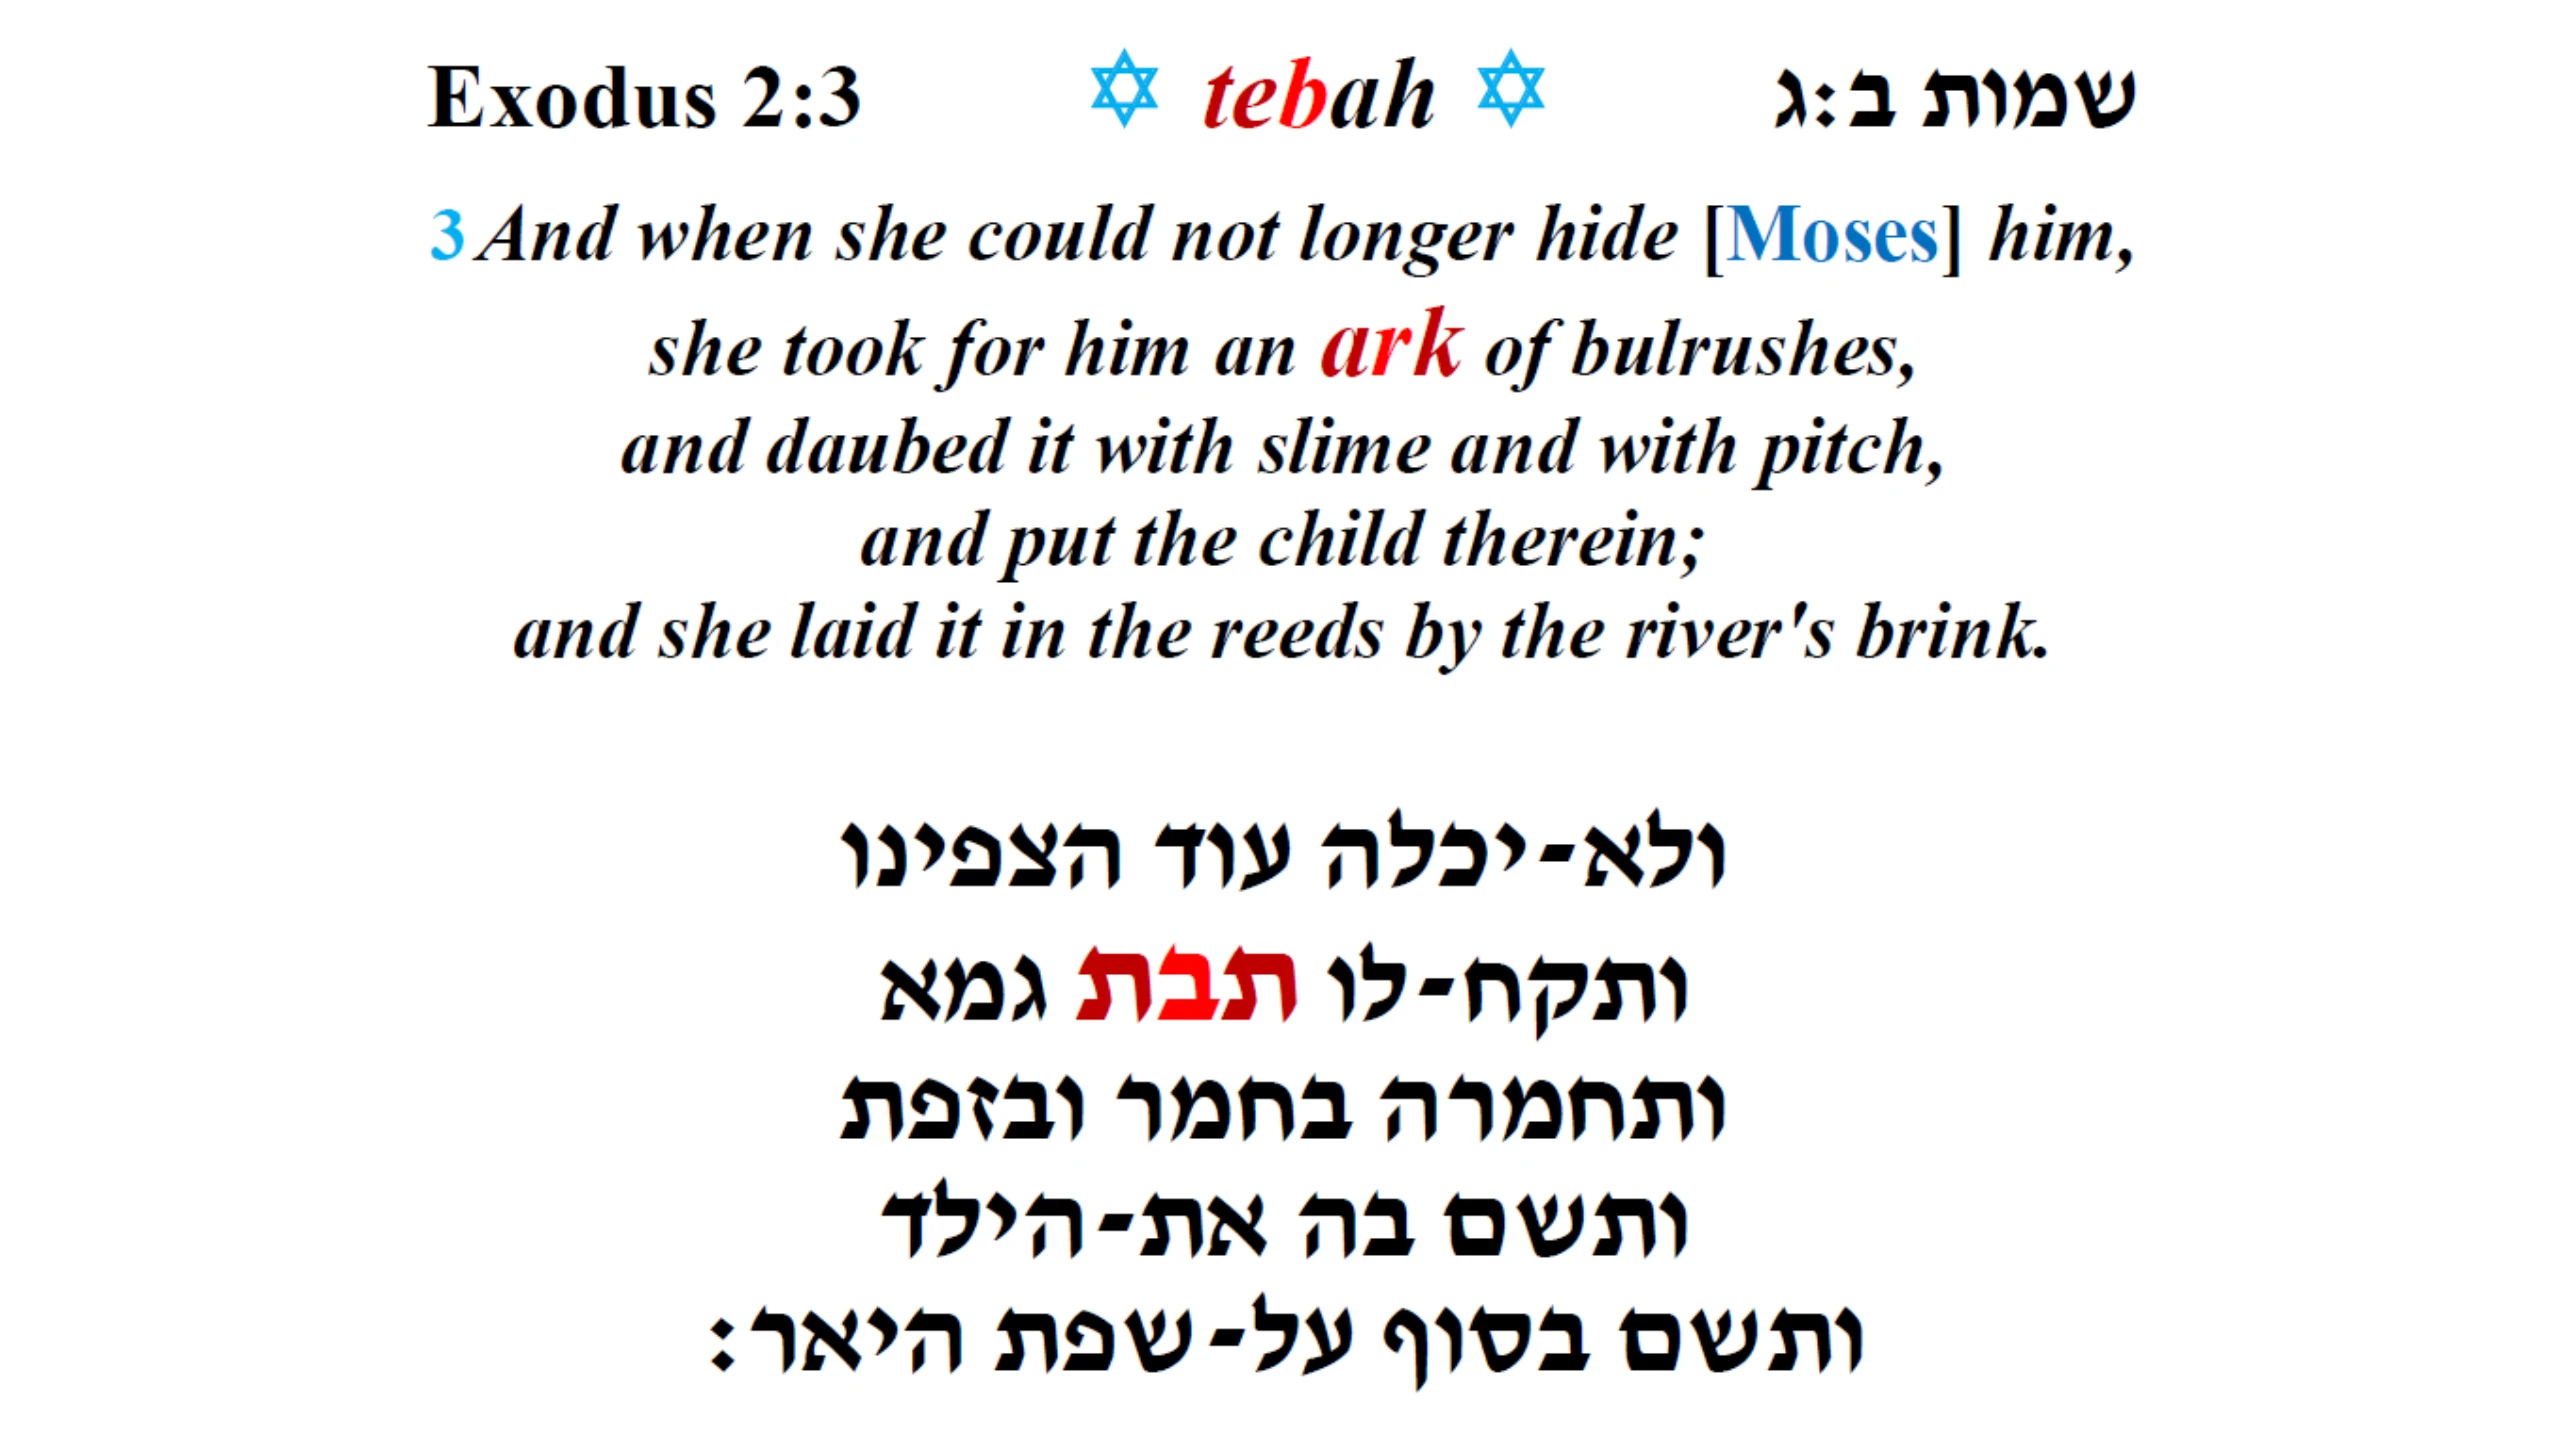 Exodus 2:3 ✡ tebah ✡ שמות ב:ג
3 And when she could not longer hide [Moses] him,
she took for him an ark of bulrushes,
and daubed it with slime and with pitch,
and put the child therein;
and she laid it in the reeds by the river's brink.
ולא-יכלה עוד הצפינו
ותקח-לו תבת גמא
ותחמרה בחמר ובזפת
ותשם בה את-הילד
ותשם בסוף על-שפת היאר: